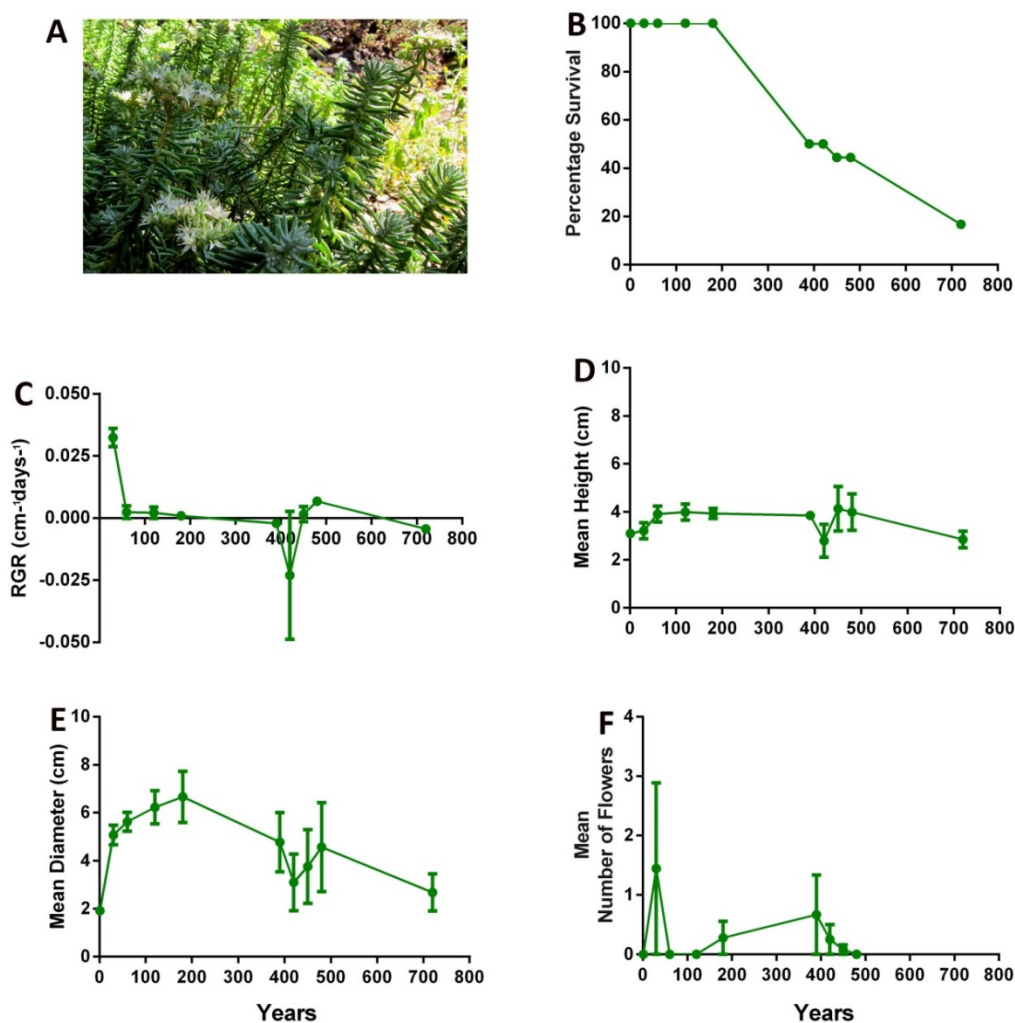 A
B
Percentage Survival
100
80
60
40
20
0
0 100 200 300 400 500 600 700 800
C
RGR (cm-¹days-¹)
0.050
0.025
0.000
-0.025
-0.050
100 200 300 400 500 600 700 800
D
Mean Height (cm)
10
8
6
4
2
0
0 100 200 300 400 500 600 700 800
E
Mean Diameter (cm)
10
8
6
4
2
0
0 100 200 300 400 500 600 700 800
Years
F
Mean
Number of Flowers
4
3
2
1
0
0 100 200 300 400 500 600 700 800
Years